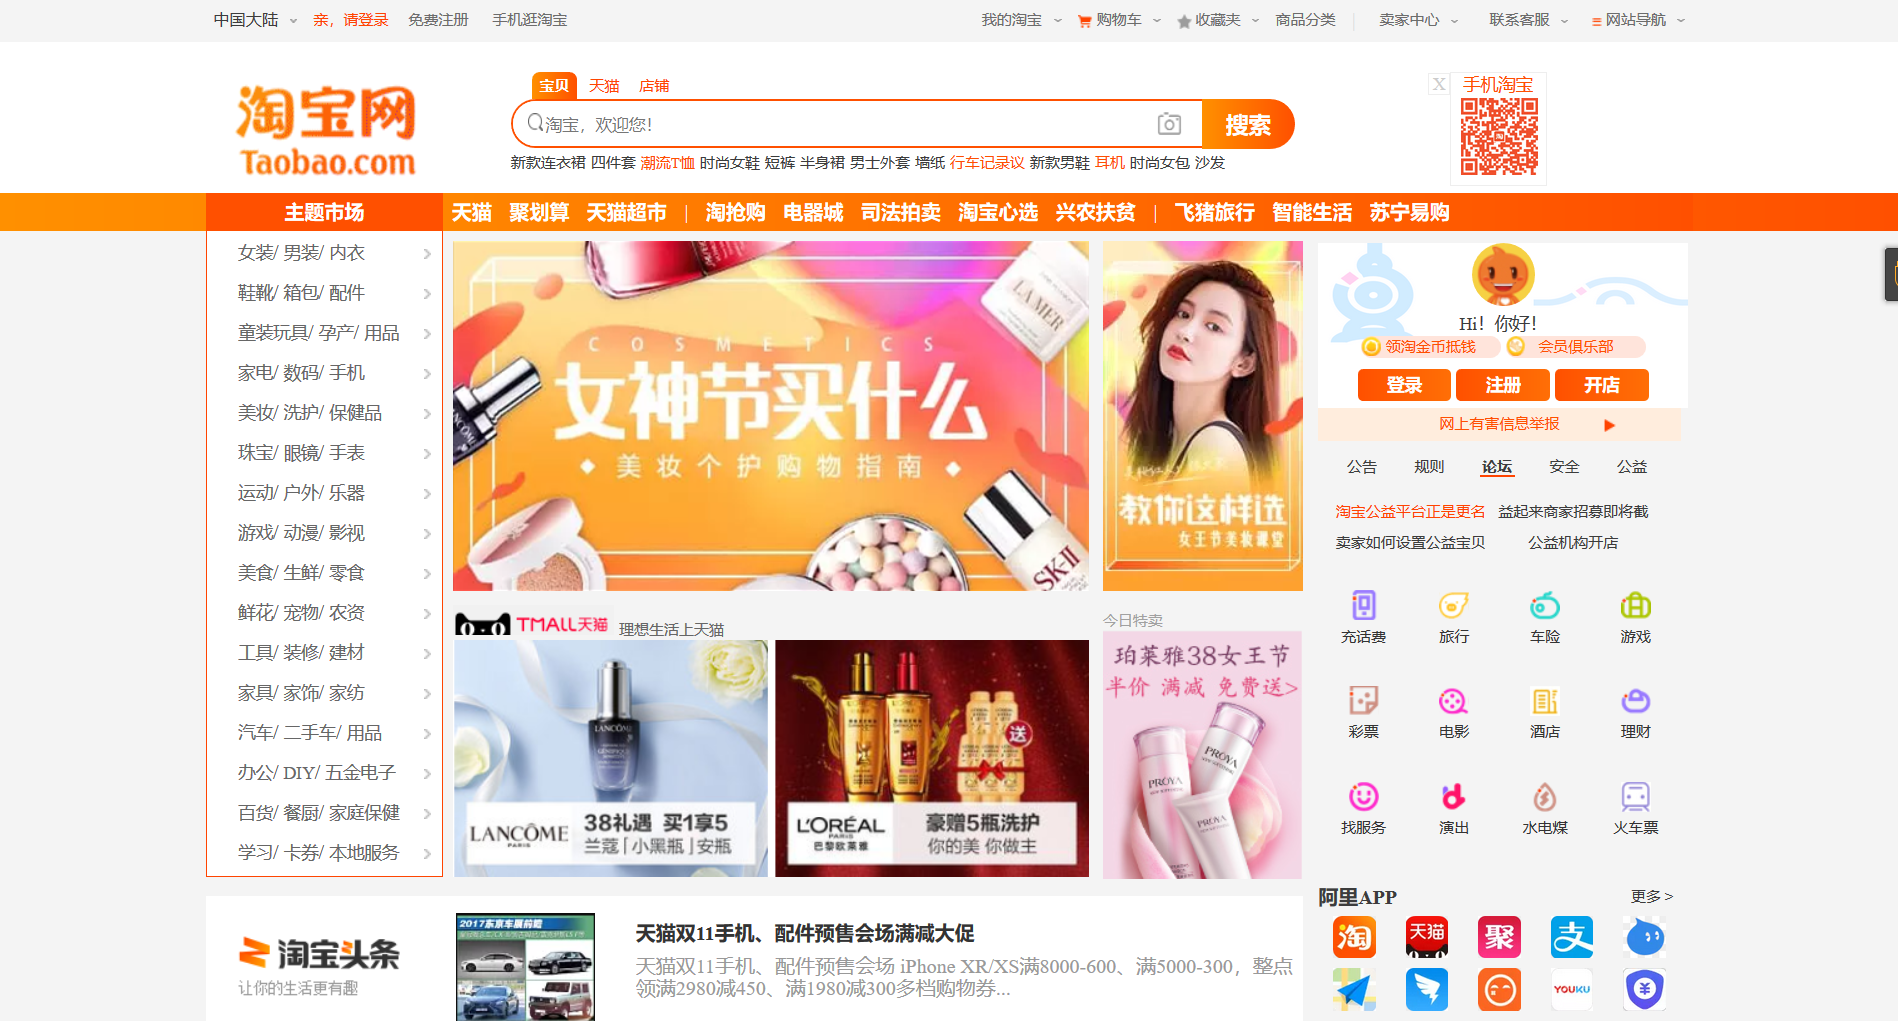 中国大陆 亲，请登录 免费注册 手机逛淘宝 我的淘宝 购物车 收藏夹 商品分类 卖家中心 联系客服 网站导航
淘宝网
Taobao.com
宝贝 天猫 店铺
淘宝，欢迎您！ 搜索
新款连衣裙 四件套 潮流T恤 时尚女鞋 短裤 半身裙 男士外套 墙纸 行车记录议 新款男鞋 耳机 时尚女包 沙发
X 手机淘宝
主题市场 天猫 聚划算 天猫超市 | 淘抢购 电器城 司法拍卖 淘宝心选 兴农扶贫 | 飞猪旅行 智能生活 苏宁易购
女装/ 男装/ 内衣
鞋靴/ 箱包/ 配件
童装玩具/ 孕产/ 用品
家电/ 数码/ 手机
美妆/ 洗护/ 保健品
珠宝/ 眼镜/ 手表
运动/ 户外/ 乐器
游戏/ 动漫/ 影视
美食/ 生鲜/ 零食
鲜花/ 宠物/ 农资
工具/ 装修/ 建材
家具/ 家饰/ 家纺
汽车/ 二手车/ 用品
办公/ DIY/ 五金电子
百货/ 餐厨/ 家庭保健
学习/ 卡券/ 本地服务
LA MER
COSMETICS
女神节买什么
美妆个护购物指南
LANCÔME
SK-II
教你这样选
女王节美妆课堂
Hi！你好！
领淘金币抵钱 会员俱乐部
登录 注册 开店
网上有害信息举报
公告 规则 论坛 安全 公益
淘宝公益平台正是更名 益起来商家招募即将截
卖家如何设置公益宝贝 公益机构开店
充话费 旅行 车险 游戏
彩票 电影 酒店 理财
找服务 演出 水电煤 火车票
TMALL天猫 理想生活上天猫
LANCÔME
LANCÔME PARIS
38礼遇 买1享5
兰蔻「小黑瓶」安瓶
送
L'ORÉAL PARIS
巴黎欧莱雅
豪赠5瓶洗护
你的美 你做主
今日特卖
珀莱雅38女王节
半价 满减 免费送>
PROYA
PROYA
PROYA
阿里APP 更多 >
淘 天猫 聚 支
YOUKU
淘宝头条
让你的生活更有趣
2017东京车展前瞻
天猫双11手机、配件预售会场满减大促
天猫双11手机、配件预售会场 iPhone XR/XS满8000-600、满5000-300，整点
领满2980减450、满1980减300多档购物券...